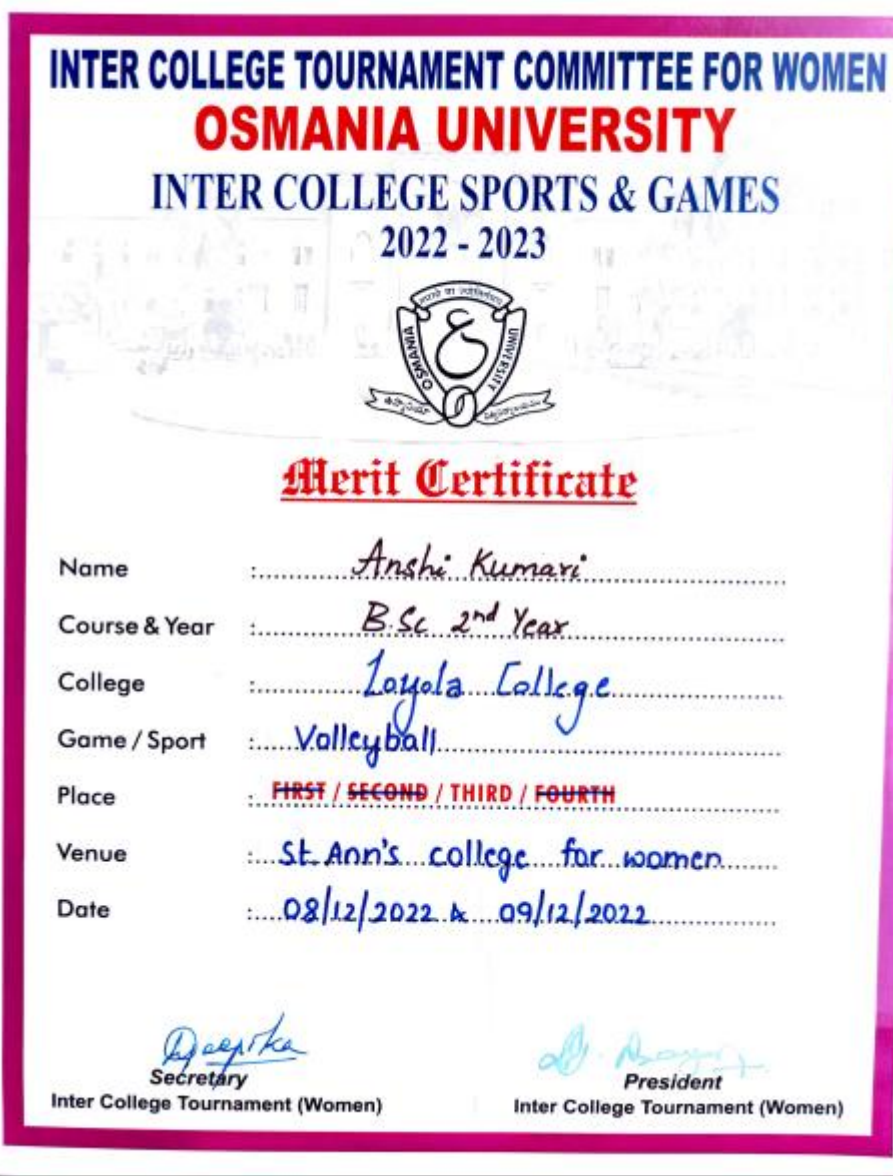 INTER COLLEGE TOURNAMENT COMMITTEE FOR WOMEN
OSMANIA UNIVERSITY
INTER COLLEGE SPORTS & GAMES
2022 - 2023
OSMANIA UNIVERSITY
Merit Certificate
Name : Anshi Kumari
Course & Year : B.Sc 2nd Year
College : Loyola College
Game / Sport : Volleyball
Place : FIRST / SECOND / THIRD / FOURTH
Venue : St. Ann's college for women
Date : 08/12/2022 & 09/12/2022
Deepika
Secretary
Inter College Tournament (Women)
President
Inter College Tournament (Women)